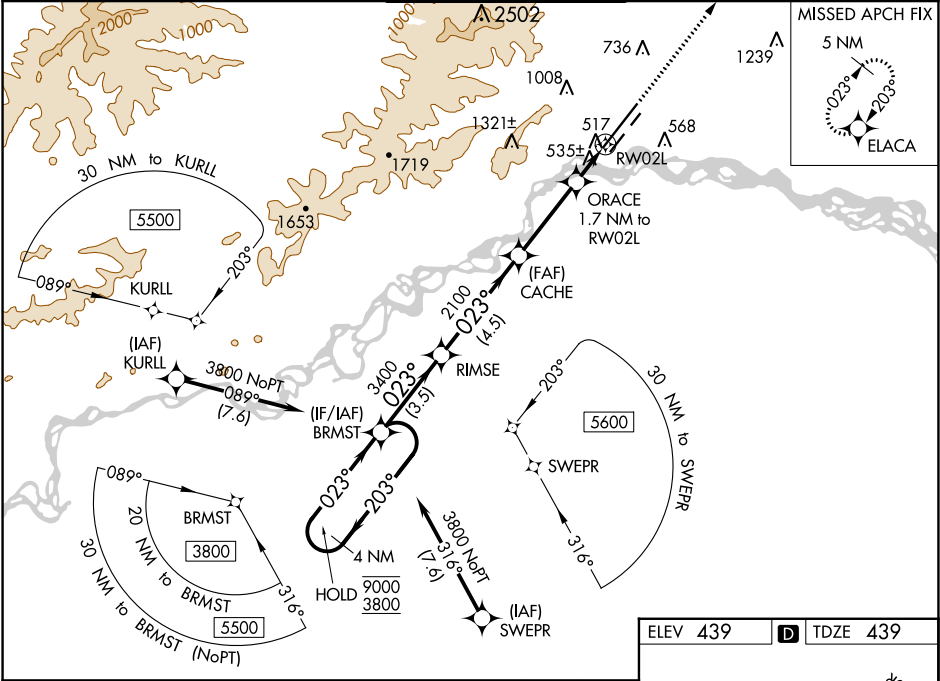 2000
1000
1000
2502
736
1239
MISSED APCH FIX
5 NM
023°
203°
ELACA
1008
1321±
517
568
535±
RW02L
1719
1653
ORACE
1.7 NM to
RW02L
30 NM to KURLL
5500
089°
203°
KURLL
(FAF)
CACHE
2100
023°
(4.5)
(IAF)
KURLL
3800 NoPT
089°
(7.6)
RIMSE
3400
023°
(3.5)
(IF/IAF)
BRMST
203°
30 NM to SWEPR
5600
SWEPR
316°
023°
203°
089°
BRMST
3800
20 NM to BRMST
316°
5500
30 NM to BRMST (NoPT)
4 NM
HOLD
9000
3800
3800 NoPT
316°
(7.6)
(IAF)
SWEPR
ELEV 439
D
TDZE 439